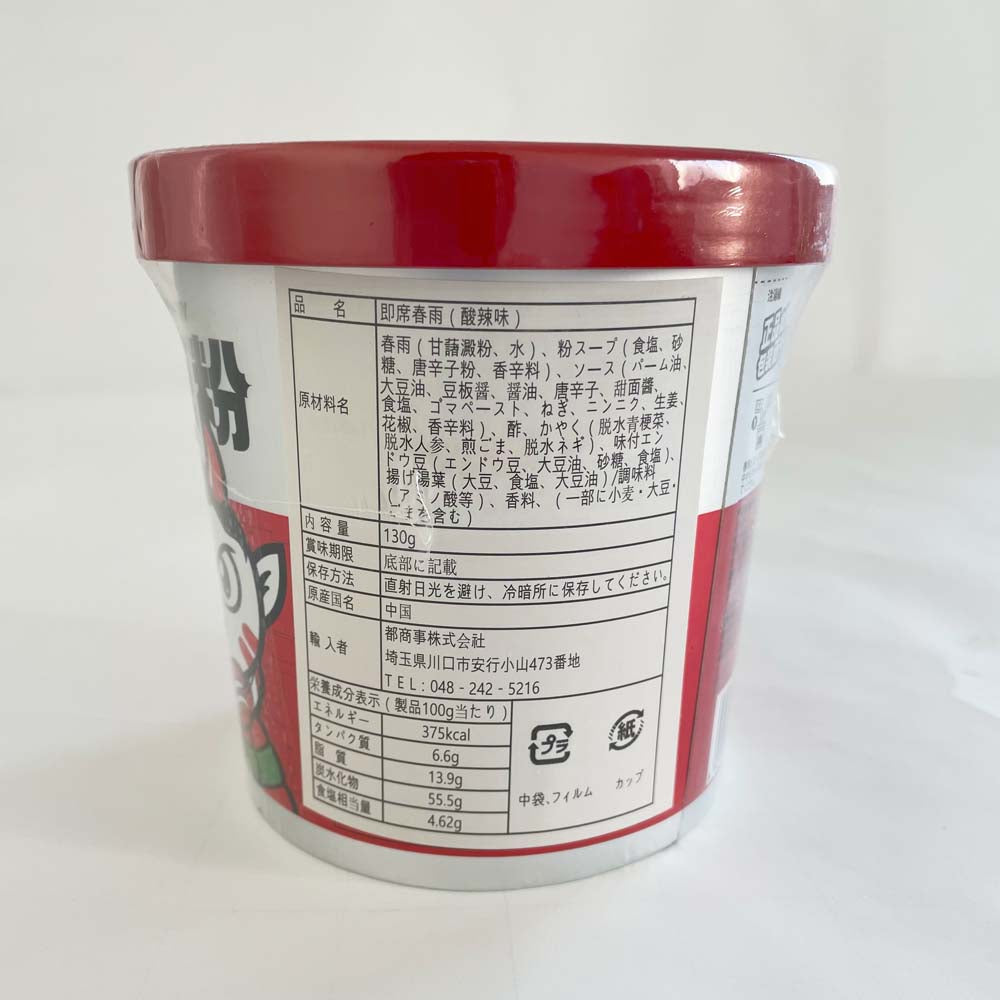 粉
品 名 即席春雨(酸辣味)
原材料名
春雨(甘藷澱粉、水)、粉スープ(食塩、砂
糖、唐辛子粉、香辛料)、ソース(パーム油、
大豆油、豆板醤、醤油、唐辛子、甜面醬、
食塩、ゴマペースト、ねぎ、ニンニク、生姜、
花椒、香辛料)、酢、かやく(脱水青梗菜、
脱水人参、煎ごま、脱水ネギ)、味付エン
ドウ豆(エンドウ豆、大豆油、砂糖、食塩)、
揚げ湯葉(大豆、食塩、大豆油)/調味料
(アミノ酸等)、香料、(一部に小麦・大豆・
ごまを含む)
内 容 量 130g
賞味期限 底部に記載
保存方法 直射日光を避け、冷暗所に保存してください。
原産国名 中国
輸 入 者 都商事株式会社
埼玉県川口市安行小山473番地
TEL:048-242-5216
栄養成分表示(製品100g当たり)
エネルギー 375kcal
タンパク質 6.6g
脂 質 13.9g
炭水化物 55.5g
食塩相当量 4.62g
プラ 紙
中袋、フィルム カップ